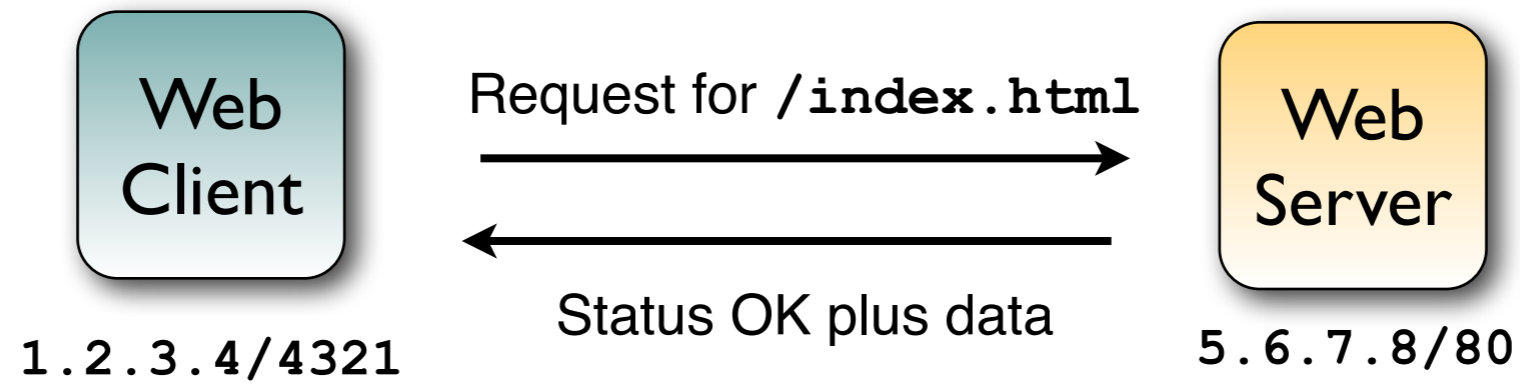 Web
Client
1.2.3.4/4321
Request for /index.html
Status OK plus data
Web
Server
5.6.7.8/80